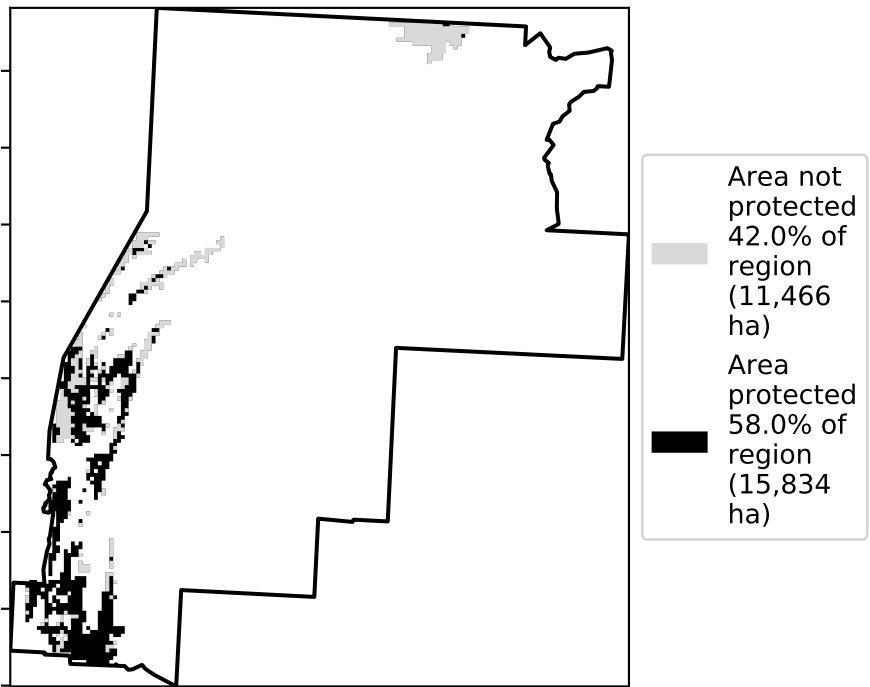 Area not
protected
42.0% of
region
(11,466
ha)
Area
protected
58.0% of
region
(15,834
ha)